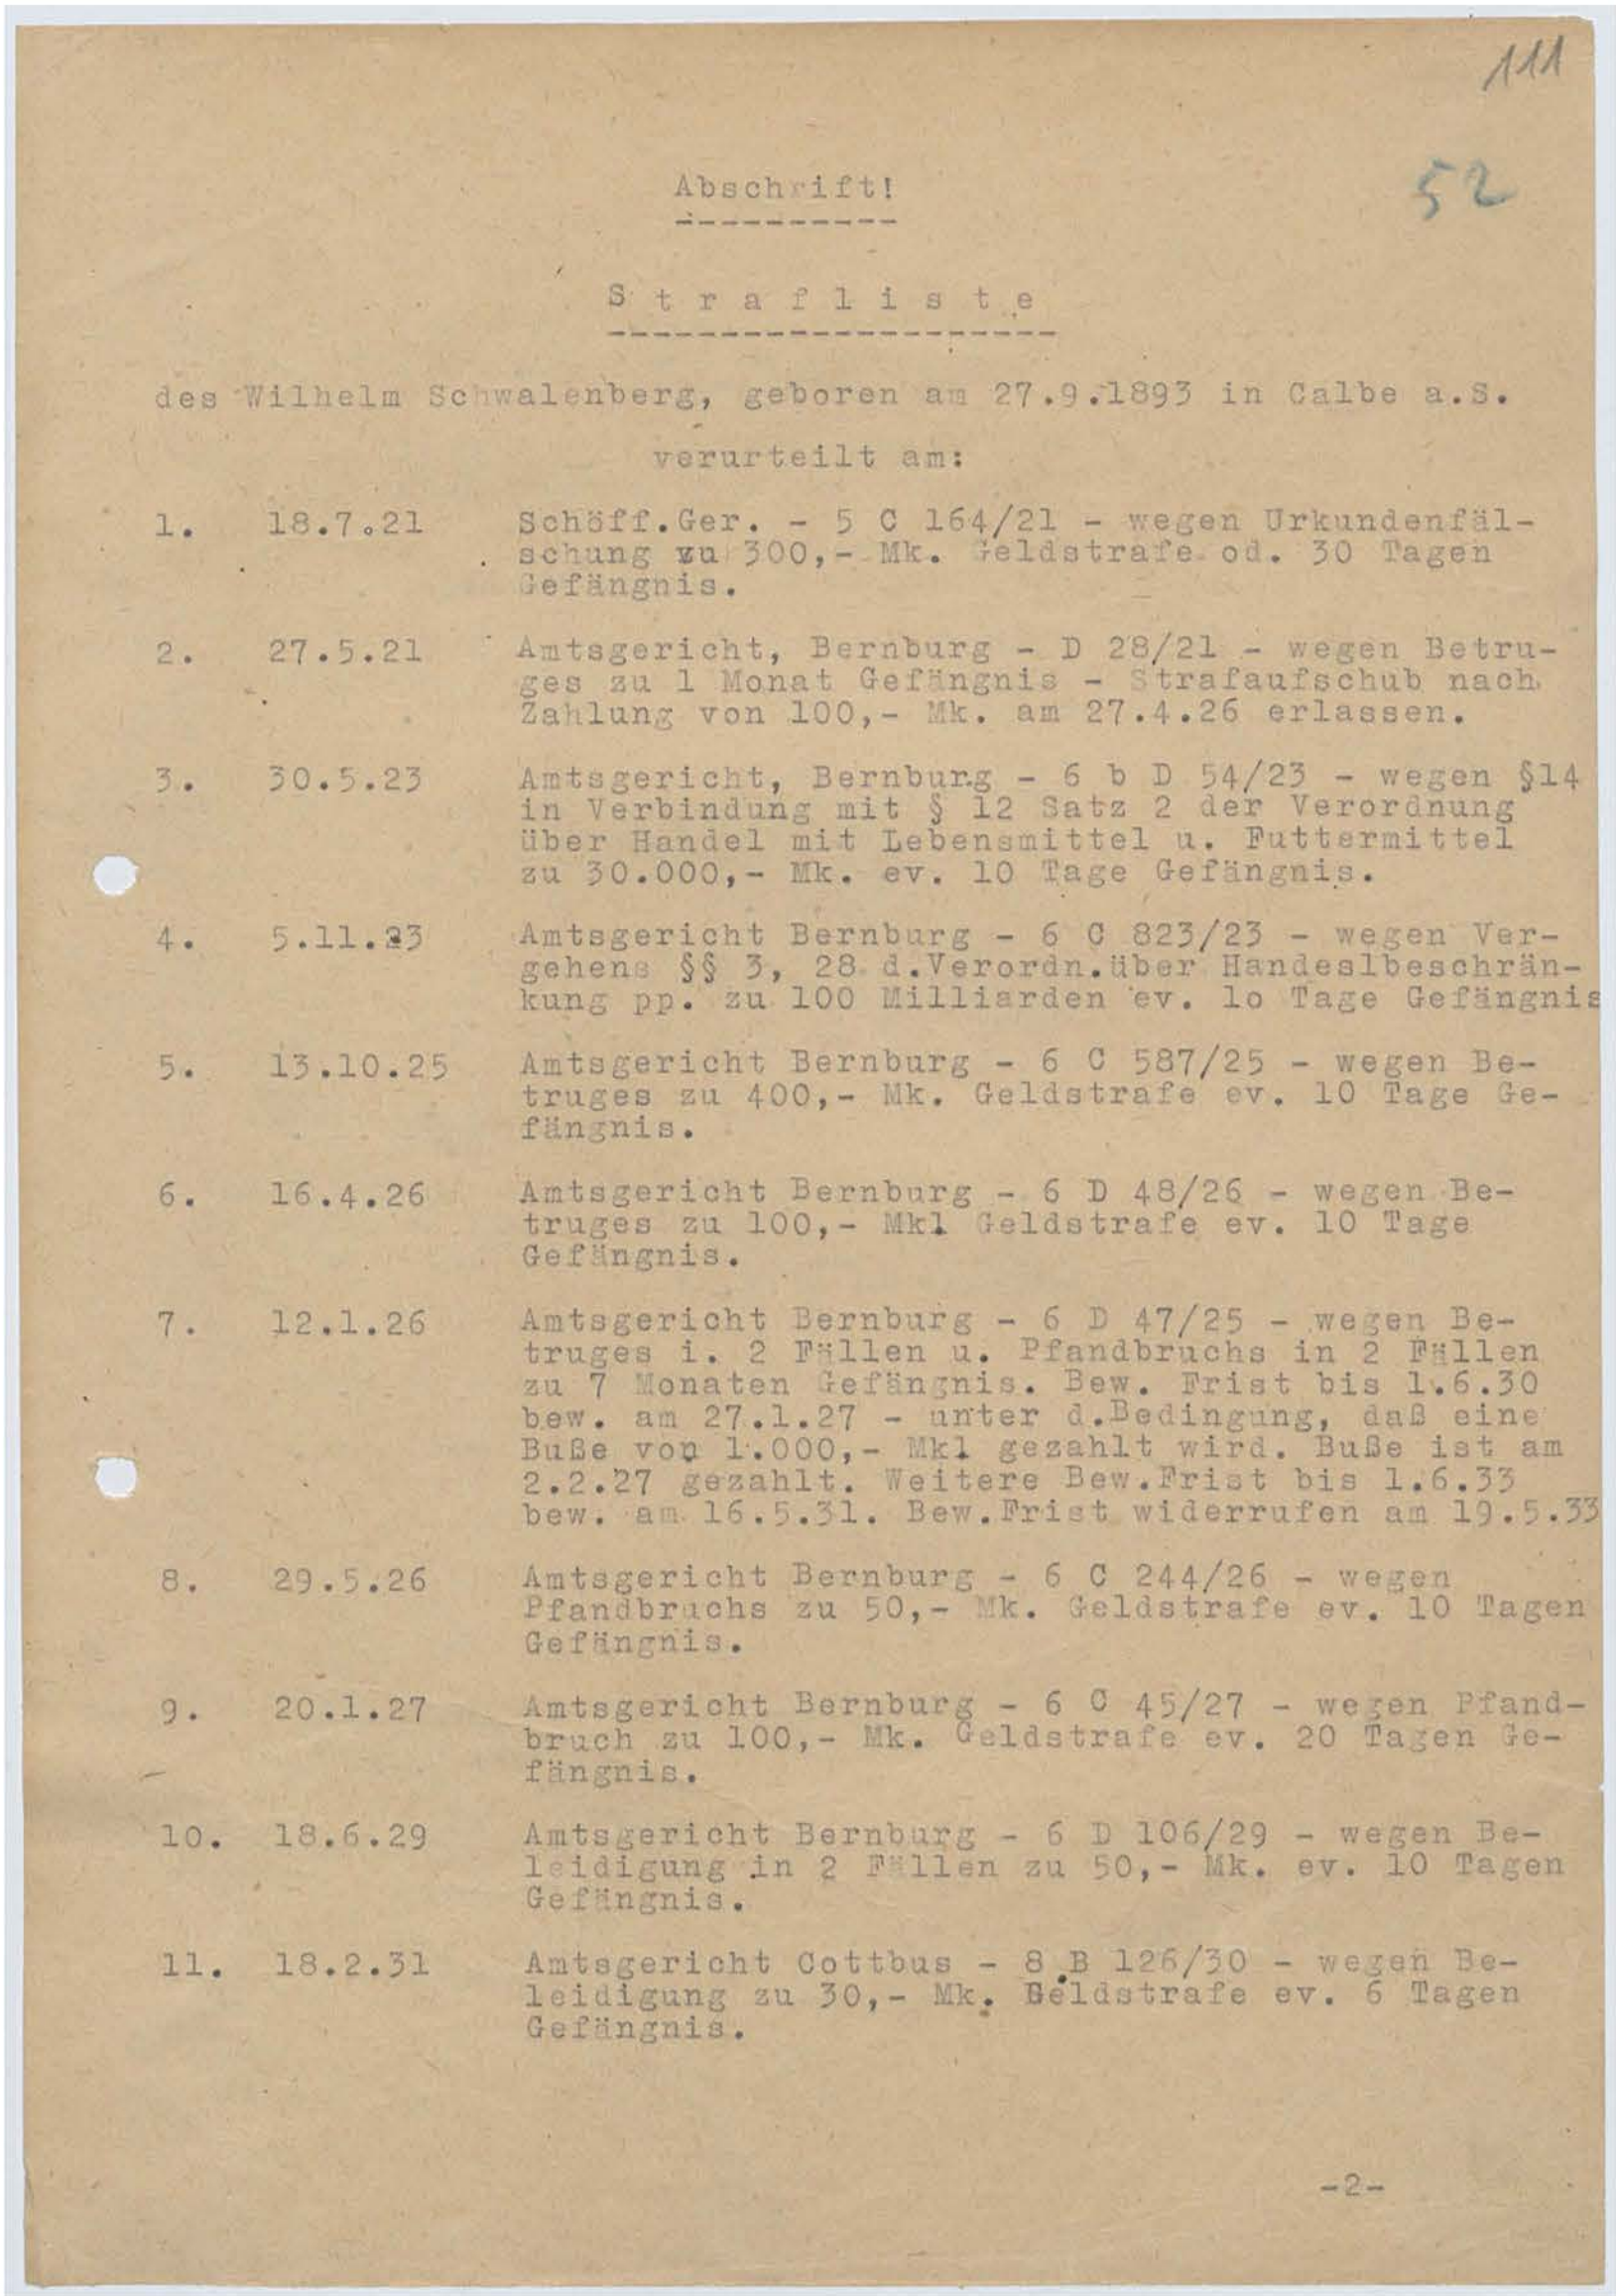 111
52
Abschrift!
----------
S t r a f l i s t e
--------------------
des Wilhelm Schwalenberg, geboren am 27.9.1893 in Calbe a.S.
verurteilt am:
1. 18.7.21 Schöff.Ger. - 5 C 164/21 - wegen Urkundenfäl-
schung zu 300,- Mk. Geldstrafe od. 30 Tagen
Gefängnis.
2. 27.5.21 Amtsgericht, Bernburg - D 28/21 - wegen Betru-
ges zu 1 Monat Gefängnis - Strafaufschub nach
Zahlung von 100,- Mk. am 27.4.26 erlassen.
3. 30.5.23 Amtsgericht, Bernburg - 6 b D 54/23 - wegen §14
in Verbindung mit § 12 Satz 2 der Verordnung
über Handel mit Lebensmittel u. Futtermittel
zu 30.000,- Mk. ev. 10 Tage Gefängnis.
4. 5.11.23 Amtsgericht Bernburg - 6 C 823/23 - wegen Ver-
gehens §§ 3, 28 d.Verordn.über Handeslbeschrän-
kung pp. zu 100 Milliarden ev. lo Tage Gefängnis
5. 13.10.25 Amtsgericht Bernburg - 6 C 587/25 - wegen Be-
truges zu 400,- Mk. Geldstrafe ev. 10 Tage Ge-
fängnis.
6. 16.4.26 Amtsgericht Bernburg - 6 D 48/26 - wegen Be-
truges zu 100,- Mkl Geldstrafe ev. 10 Tage
Gefängnis.
7. 12.1.26 Amtsgericht Bernburg - 6 D 47/25 - wegen Be-
truges i. 2 Fällen u. Pfandbruchs in 2 Fällen
zu 7 Monaten Gefängnis. Bew. Frist bis 1.6.30
bew. am 27.1.27 - unter d.Bedingung, daß eine
Buße von 1.000,- Mkl gezahlt wird. Buße ist am
2.2.27 gezahlt. Weitere Bew.Frist bis 1.6.33
bew. am 16.5.31. Bew.Frist widerrufen am 19.5.33
8. 29.5.26 Amtsgericht Bernburg - 6 C 244/26 - wegen
Pfandbruchs zu 50,- Mk. Geldstrafe ev. 10 Tagen
Gefängnis.
9. 20.1.27 Amtsgericht Bernburg - 6 C 45/27 - wegen Pfand-
bruch zu 100,- Mk. Geldstrafe ev. 20 Tagen Ge-
fängnis.
10. 18.6.29 Amtsgericht Bernburg - 6 D 106/29 - wegen Be-
leidigung in 2 Fällen zu 50,- Mk. ev. 10 Tagen
Gefängnis.
11. 18.2.31 Amtsgericht Cottbus - 8 B 126/30 - wegen Be-
leidigung zu 30,- Mk. Geldstrafe ev. 6 Tagen
Gefängnis.
-2-